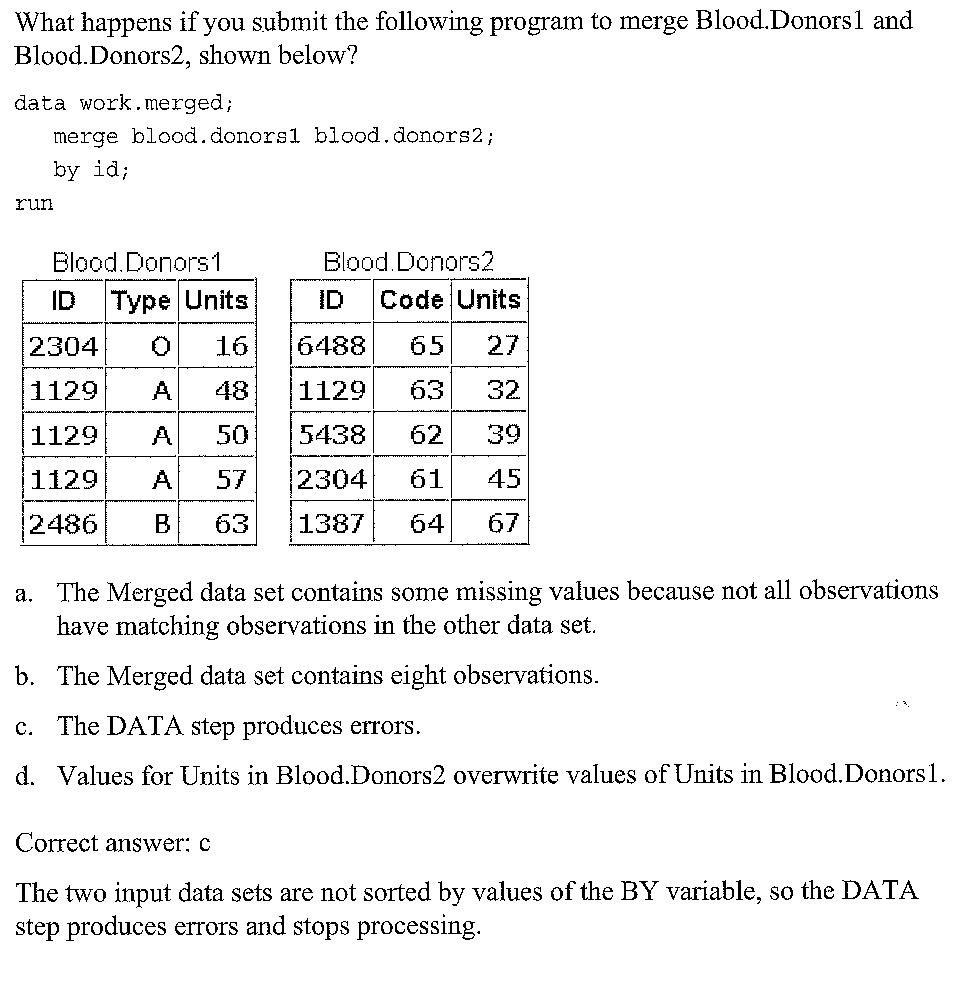 What happens if you submit the following program to merge Blood.Donors1 and
Blood.Donors2, shown below?
data work.merged;
merge blood.donors1 blood.donors2;
by id;
run
Blood.Donors1
ID Type Units
2304 O 16
1129 A 48
1129 A 50
1129 A 57
2486 B 63
Blood.Donors2
ID Code Units
6488 65 27
1129 63 32
5438 62 39
2304 61 45
1387 64 67
a. The Merged data set contains some missing values because not all observations
have matching observations in the other data set.
b. The Merged data set contains eight observations.
c. The DATA step produces errors.
d. Values for Units in Blood.Donors2 overwrite values of Units in Blood.Donors1.
Correct answer: c
The two input data sets are not sorted by values of the BY variable, so the DATA
step produces errors and stops processing.